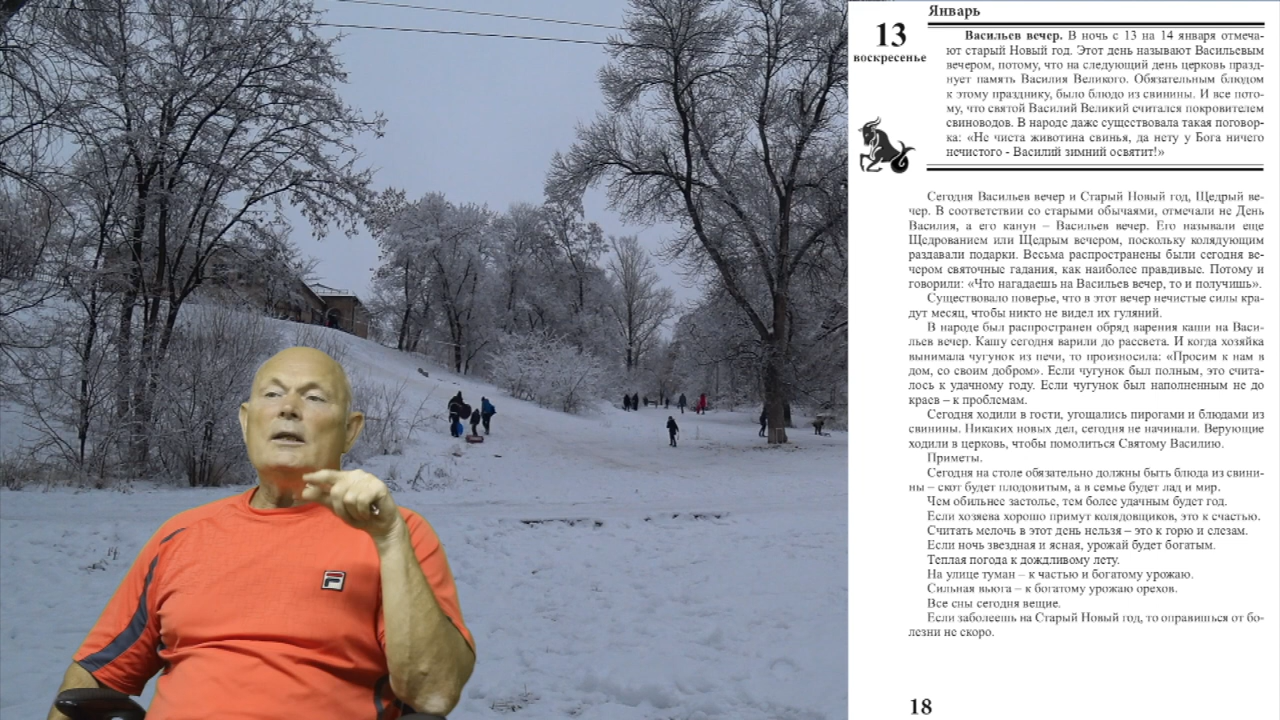 Январь
13
воскресенье
Васильев вечер. В ночь с 13 на 14 января отмеча-
ют старый Новый год. Этот день называют Васильевым
вечером, потому, что на следующий день церковь празд-
нует память Василия Великого. Обязательным блюдом
к этому празднику, было блюдо из свинины. И все пото-
му, что святой Василий Великий считался покровителем
свиноводов. В народе даже существовала такая поговор-
ка: «Не чиста животина свинья, да нету у Бога ничего
нечистого - Василий зимний освятит!»
Сегодня Васильев вечер и Старый Новый год, Щедрый ве-
чер. В соответствии со старыми обычаями, отмечали не День
Василия, а его канун – Васильев вечер. Его называли еще
Щедрованием или Щедрым вечером, поскольку колядующим
раздавали подарки. Весьма распространены были сегодня ве-
чером святочные гадания, как наиболее правдивые. Потому и
говорили: «Что нагадаешь на Васильев вечер, то и получишь».
Существовало поверье, что в этот вечер нечистые силы кра-
дут месяц, чтобы никто не видел их гуляний.
В народе был распространен обряд варения каши на Васи-
льев вечер. Кашу сегодня варили до рассвета. И когда хозяйка
вынимала чугунок из печи, то произносила: «Просим к нам в
дом, со своим добром». Если чугунок был полным, это счита-
лось к удачному году. Если чугунок был наполненным не до
краев – к проблемам.
Сегодня ходили в гости, угощались пирогами и блюдами из
свинины. Никаких новых дел, сегодня не начинали. Верующие
ходили в церковь, чтобы помолиться Святому Василию.
Приметы.
Сегодня на столе обязательно должны быть блюда из свини-
ны – скот будет плодовитым, а в семье будет лад и мир.
Чем обильнее застолье, тем более удачным будет год.
Если хозяева хорошо примут колядовщиков, это к счастью.
Считать мелочь в этот день нельзя – это к горю и слезам.
Если ночь звездная и ясная, урожай будет богатым.
Теплая погода к дождливому лету.
На улице туман – к частью и богатому урожаю.
Сильная вьюга – к богатому урожаю орехов.
Все сны сегодня вещие.
Если заболеешь на Старый Новый год, то оправишься от бо-
лезни не скоро.
18